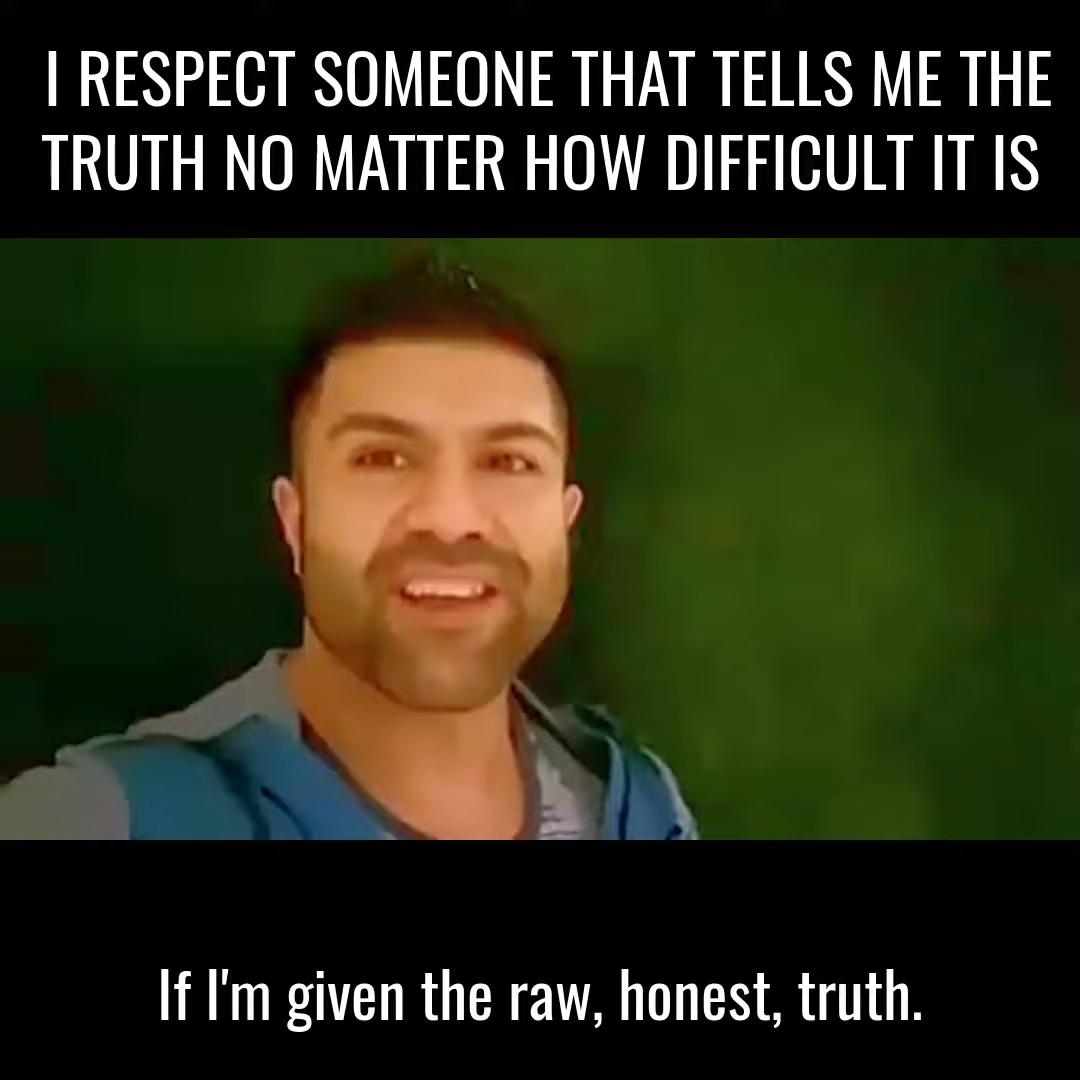 I RESPECT SOMEONE THAT TELLS ME THE
TRUTH NO MATTER HOW DIFFICULT IT IS
If I'm given the raw, honest, truth.